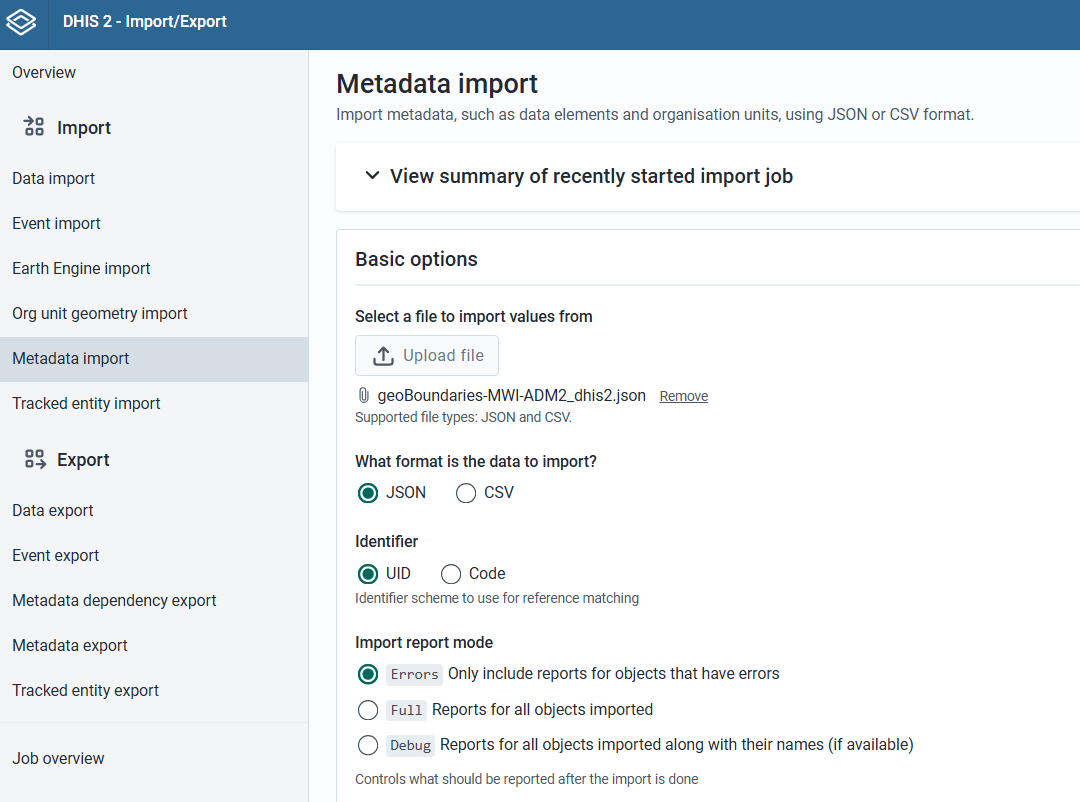 DHIS 2 - Import/Export
Overview
Import
Data import
Event import
Earth Engine import
Org unit geometry import
Metadata import
Tracked entity import
Export
Data export
Event export
Metadata dependency export
Metadata export
Tracked entity export
Job overview
Metadata import
Import metadata, such as data elements and organisation units, using JSON or CSV format.
View summary of recently started import job
Basic options
Select a file to import values from
Upload file
geoBoundaries-MWI-ADM2_dhis2.json Remove
Supported file types: JSON and CSV.
What format is the data to import?
JSON CSV
Identifier
UID Code
Identifier scheme to use for reference matching
Import report mode
Errors Only include reports for objects that have errors
Full Reports for all objects imported
Debug Reports for all objects imported along with their names (if available)
Controls what should be reported after the import is done